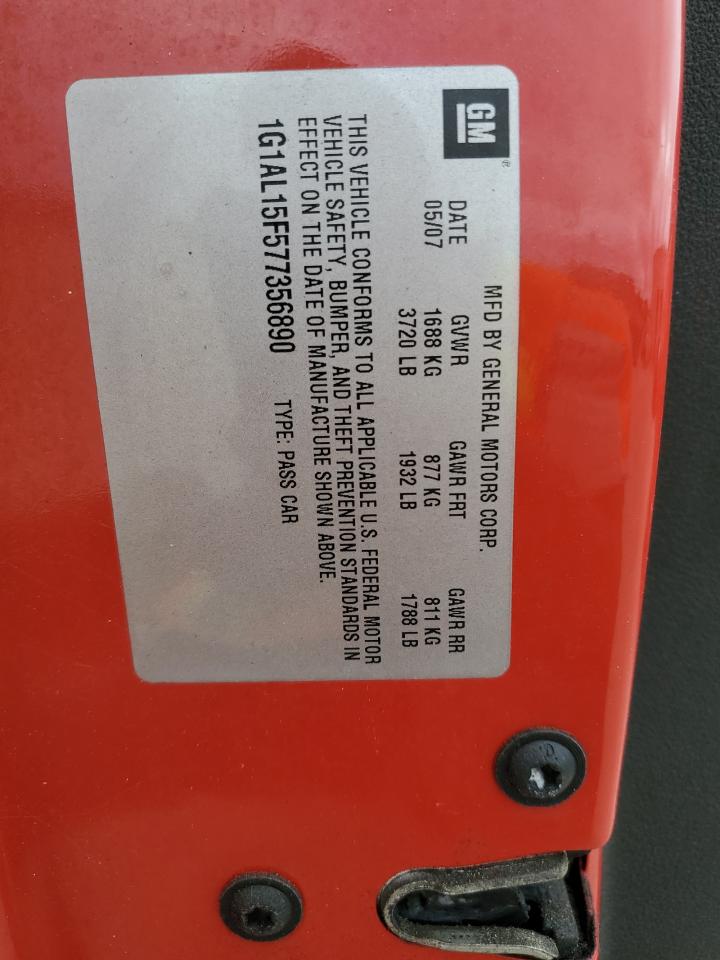 GM®
MFD BY GENERAL MOTORS CORP.
DATE GVWR GAWR FRT GAWR RR
05/07 1688 KG 877 KG 811 KG
3720 LB 1932 LB 1788 LB
THIS VEHICLE CONFORMS TO ALL APPLICABLE U.S. FEDERAL MOTOR
VEHICLE SAFETY, BUMPER, AND THEFT PREVENTION STANDARDS IN
EFFECT ON THE DATE OF MANUFACTURE SHOWN ABOVE.
1G1AL15F577356890 TYPE: PASS CAR